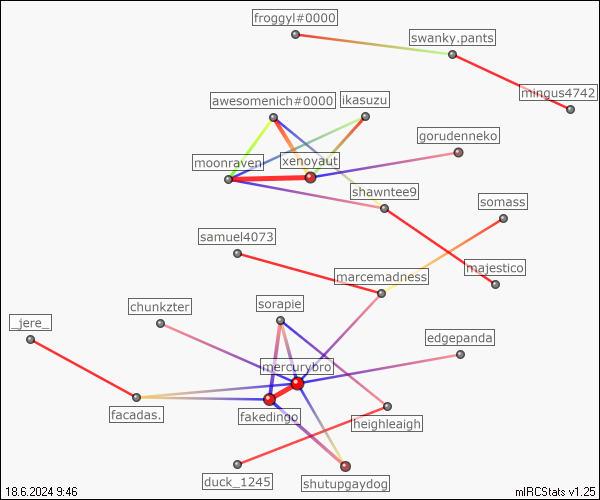 froggyl#0000
swanky.pants
mingus4742
awesomenich#0000
ikasuzu
gorudenneko
moonraven
xenoyaut
shawntee9
somass
samuel4073
majestico
marcemadness
chunkzter
sorapie
_jere_
edgepanda
mercurybro
facadas.
fakedingo
heighleaigh
duck_1245
shutupgaydog
18.6.2024 9:46
mIRCStats v1.25